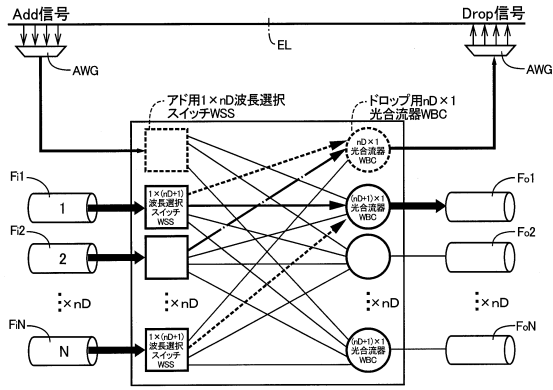 Add信号
Drop信号
EL
AWG
AWG
アド用1×nD波長選択
スイッチWSS
ドロップ用nD×1
光合流器WBC
nD×1
光合流器
WBC
Fi1
1
1×(nD+1)
波長選択
スイッチ
WSS
(nD+1)×1
光合流器
WBC
Fo1
Fi2
2
Fo2
×nD
×nD
×nD
×nD
FiN
N
1×(nD+1)
波長選択
スイッチ
WSS
(nD+1)×1
光合流器
WBC
FoN